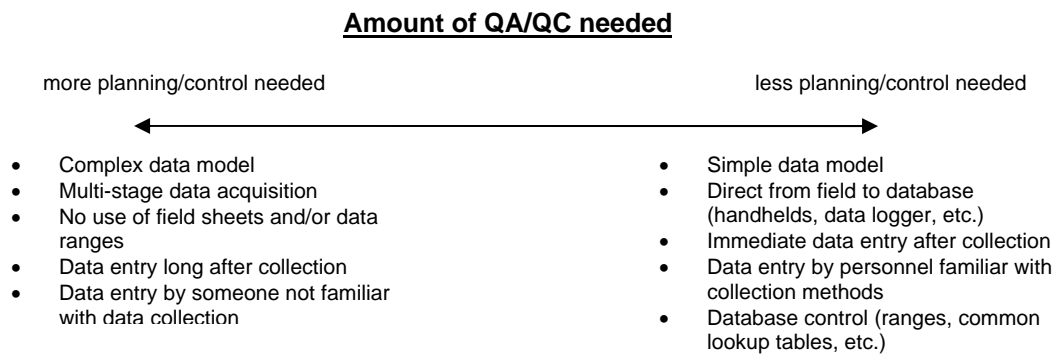 Amount of QA/QC needed
more planning/control needed
less planning/control needed
• Complex data model
• Multi-stage data acquisition
• No use of field sheets and/or data
ranges
• Data entry long after collection
• Data entry by someone not familiar
with data collection
• Simple data model
• Direct from field to database
(handhelds, data logger, etc.)
• Immediate data entry after collection
• Data entry by personnel familiar with
collection methods
• Database control (ranges, common
lookup tables, etc.)